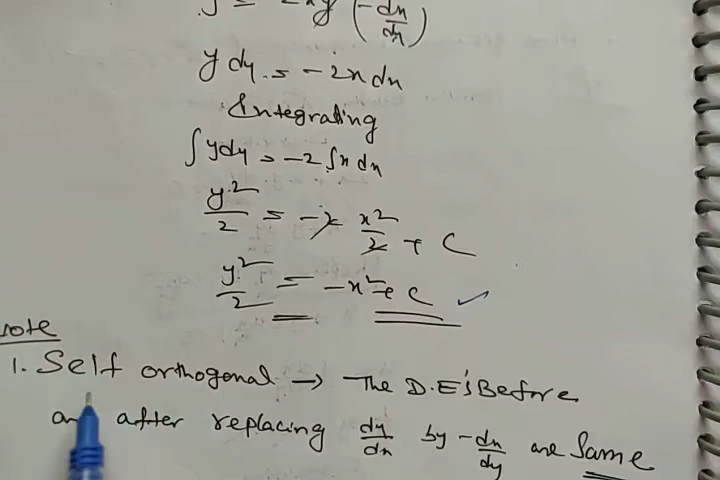 y dy = -2x dx
Integrating
∫ y dy = -2 ∫ x dx
y²/2 = -2 x²/2 + C
y²/2 = -x² + C ✓
Note
1. Self orthogonal → The D.E's Before
after replacing dy/dx by -dx/dy are Same